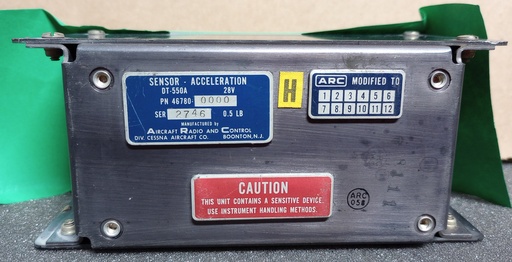 SENSOR - ACCELERATION
DT-550A 28V
PN 46780-0000
SER 2746 0.5 LB
MANUFACTURED BY
AIRCRAFT RADIO AND CONTROL
DIV. CESSNA AIRCRAFT CO. BOONTON, N.J.
H
ARC MODIFIED TO
1 2 3 4 5 6
7 8 9 10 11 12
CAUTION
THIS UNIT CONTAINS A SENSITIVE DEVICE.
USE INSTRUMENT HANDLING METHODS.
ARC
058